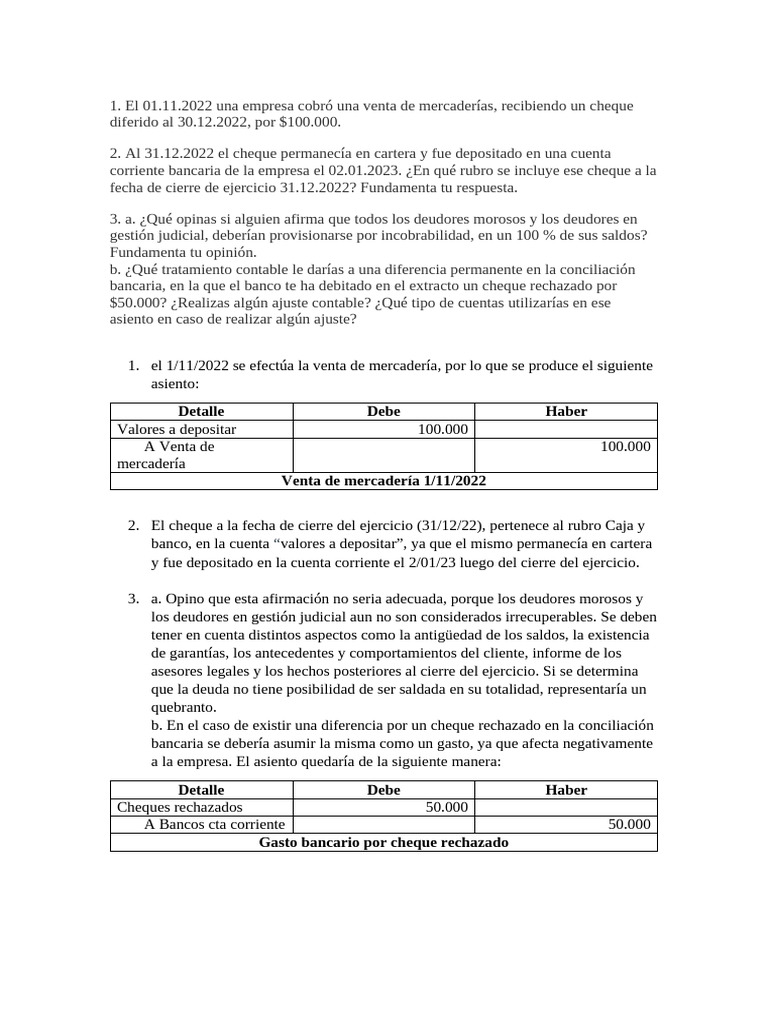 1. El 01.11.2022 una empresa cobró una venta de mercaderías, recibiendo un cheque
diferido al 30.12.2022, por $100.000.
2. Al 31.12.2022 el cheque permanecía en cartera y fue depositado en una cuenta
corriente bancaria de la empresa el 02.01.2023. ¿En qué rubro se incluye ese cheque a la
fecha de cierre de ejercicio 31.12.2022? Fundamenta tu respuesta.
3. a. ¿Qué opinas si alguien afirma que todos los deudores morosos y los deudores en
gestión judicial, deberían provisionarse por incobrabilidad, en un 100 % de sus saldos?
Fundamenta tu opinión.
b. ¿Qué tratamiento contable le darías a una diferencia permanente en la conciliación
bancaria, en la que el banco te ha debitado en el extracto un cheque rechazado por
$50.000? ¿Realizas algún ajuste contable? ¿Qué tipo de cuentas utilizarías en ese
asiento en caso de realizar algún ajuste?
1. el 1/11/2022 se efectúa la venta de mercadería, por lo que se produce el siguiente
asiento:
Detalle Debe Haber
Valores a depositar 100.000
A Venta de 100.000
mercadería
Venta de mercadería 1/11/2022
2. El cheque a la fecha de cierre del ejercicio (31/12/22), pertenece al rubro Caja y
banco, en la cuenta “valores a depositar”, ya que el mismo permanecía en cartera
y fue depositado en la cuenta corriente el 2/01/23 luego del cierre del ejercicio.
3. a. Opino que esta afirmación no seria adecuada, porque los deudores morosos y
los deudores en gestión judicial aun no son considerados irrecuperables. Se deben
tener en cuenta distintos aspectos como la antigüedad de los saldos, la existencia
de garantías, los antecedentes y comportamientos del cliente, informe de los
asesores legales y los hechos posteriores al cierre del ejercicio. Si se determina
que la deuda no tiene posibilidad de ser saldada en su totalidad, representaría un
quebranto.
b. En el caso de existir una diferencia por un cheque rechazado en la conciliación
bancaria se debería asumir la misma como un gasto, ya que afecta negativamente
a la empresa. El asiento quedaría de la siguiente manera:
Detalle Debe Haber
Cheques rechazados 50.000
A Bancos cta corriente 50.000
Gasto bancario por cheque rechazado